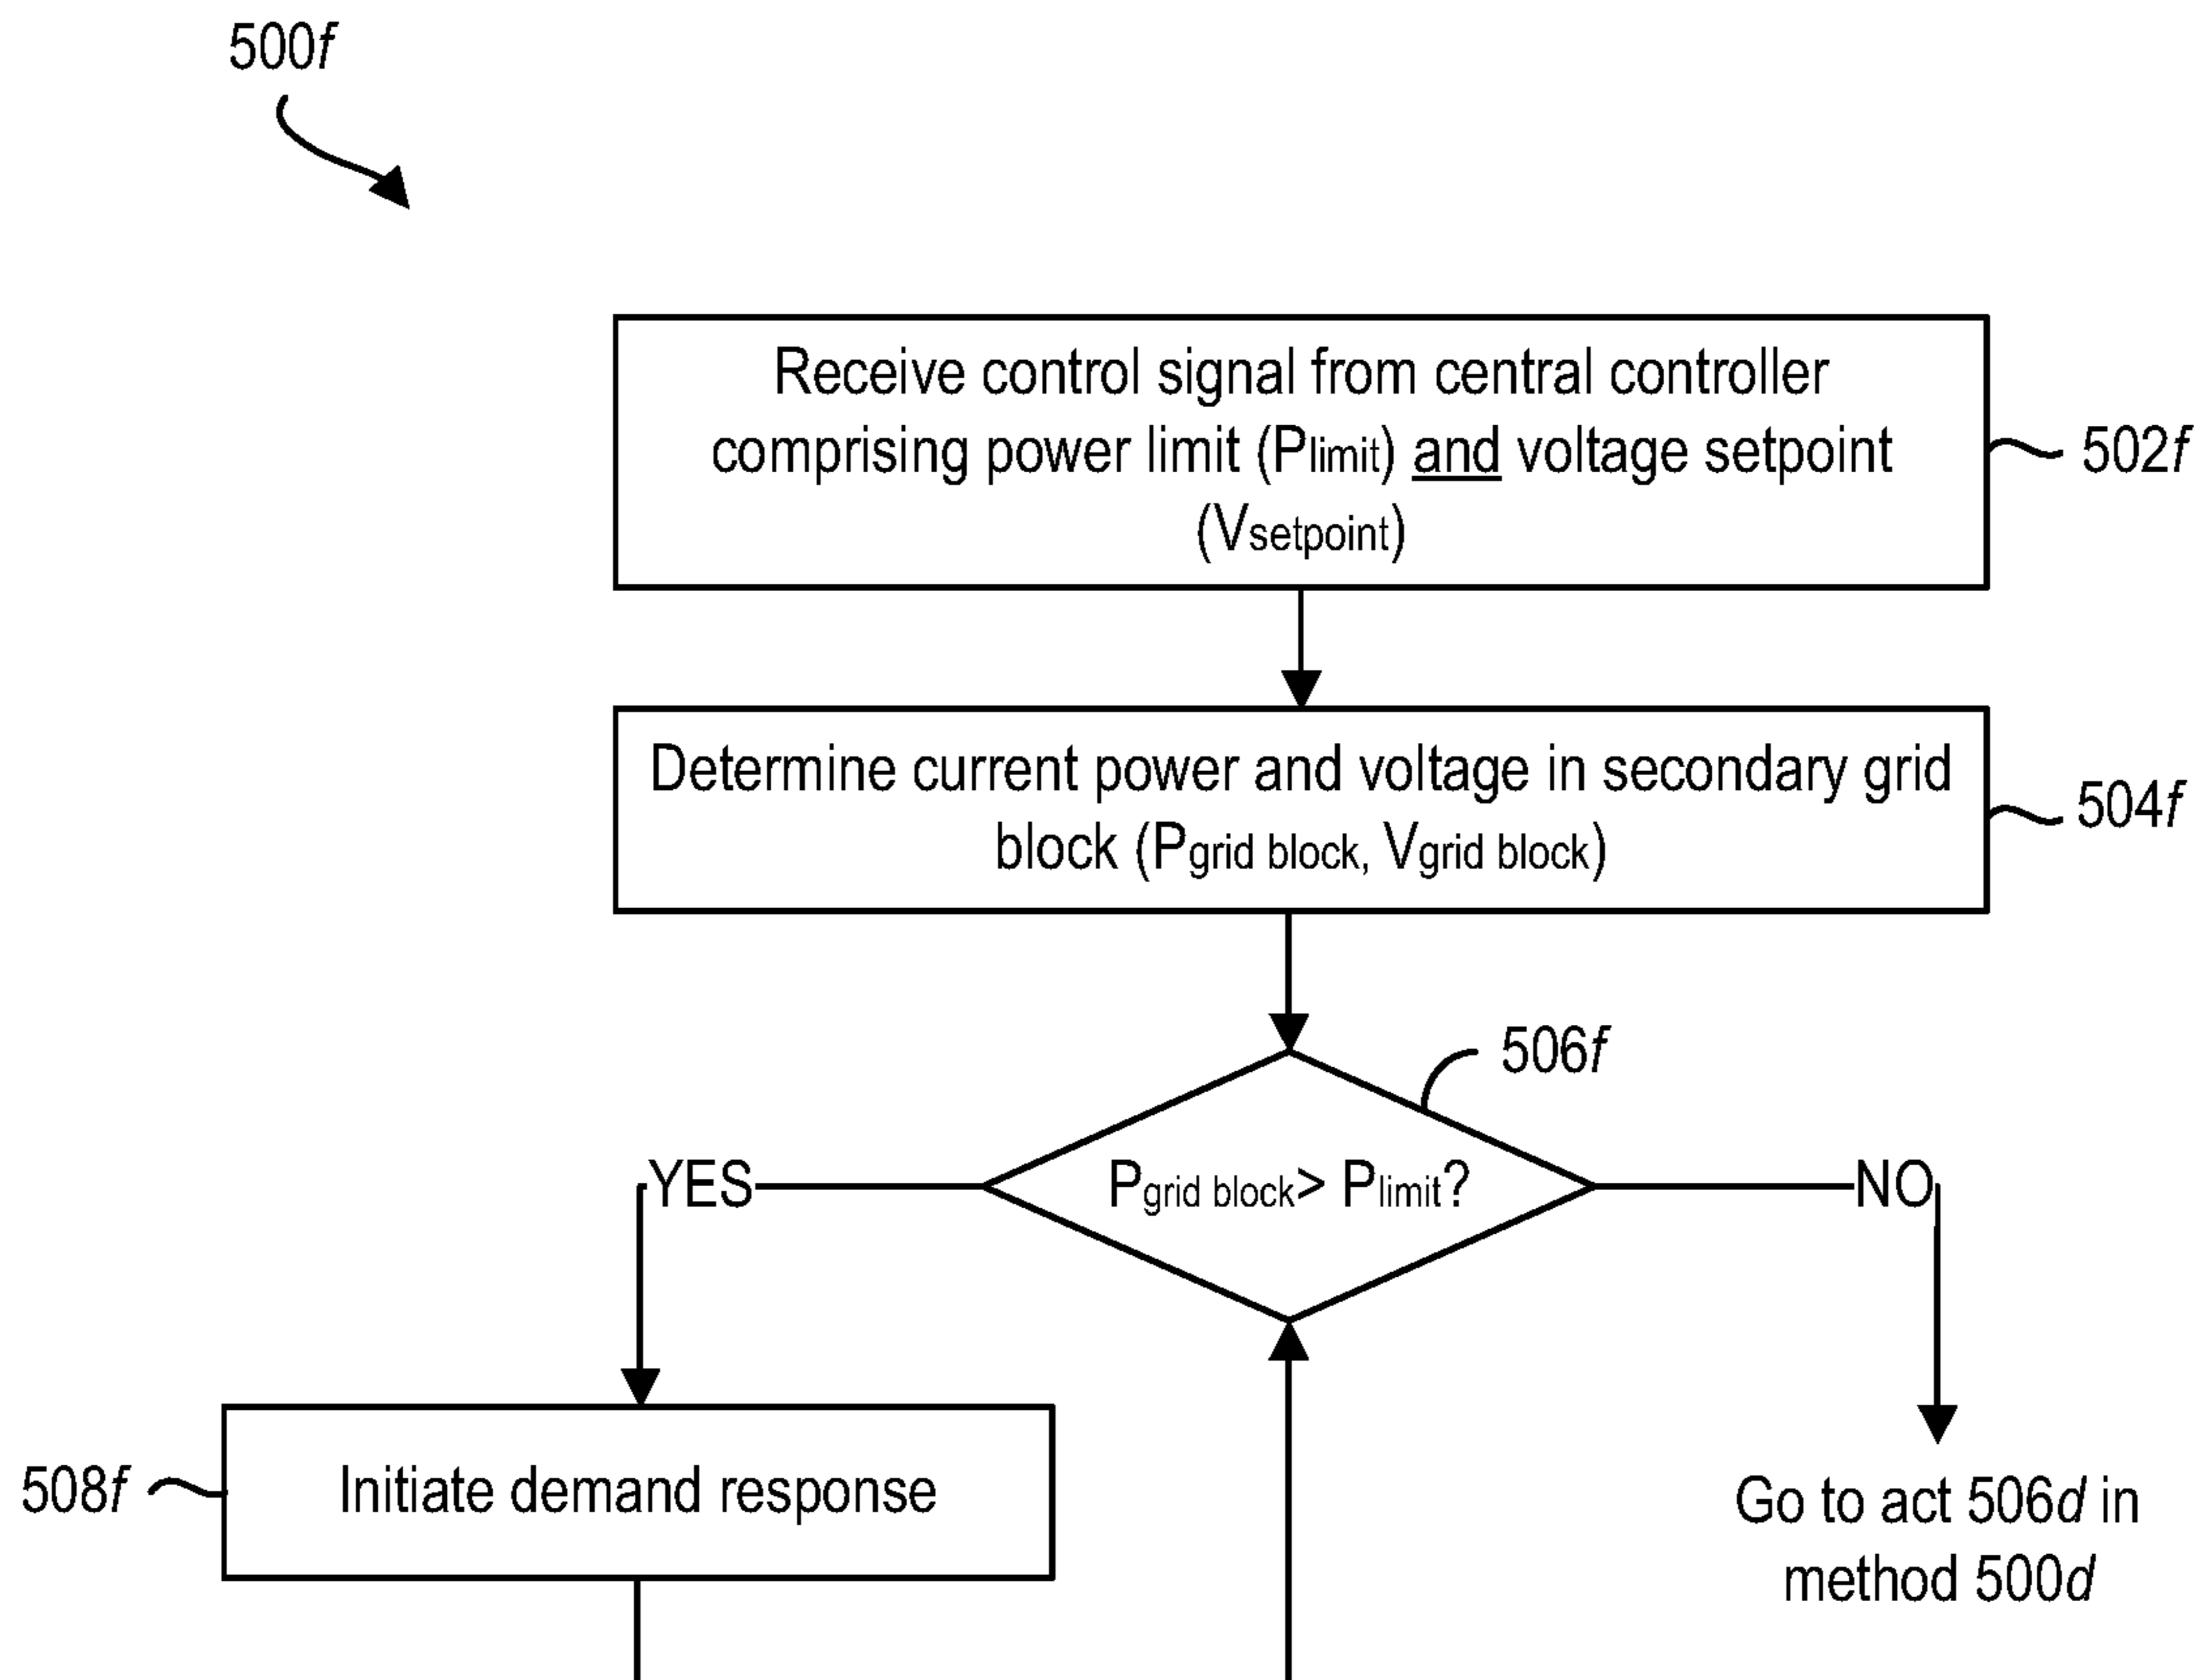 500f
Receive control signal from central controller
comprising power limit (Plimit) and voltage setpoint
(Vsetpoint)
502f
Determine current power and voltage in secondary grid
block (Pgrid block, Vgrid block)
504f
506f
Pgrid block> Plimit?
YES
NO
508f
Initiate demand response
Go to act 506d in
method 500d